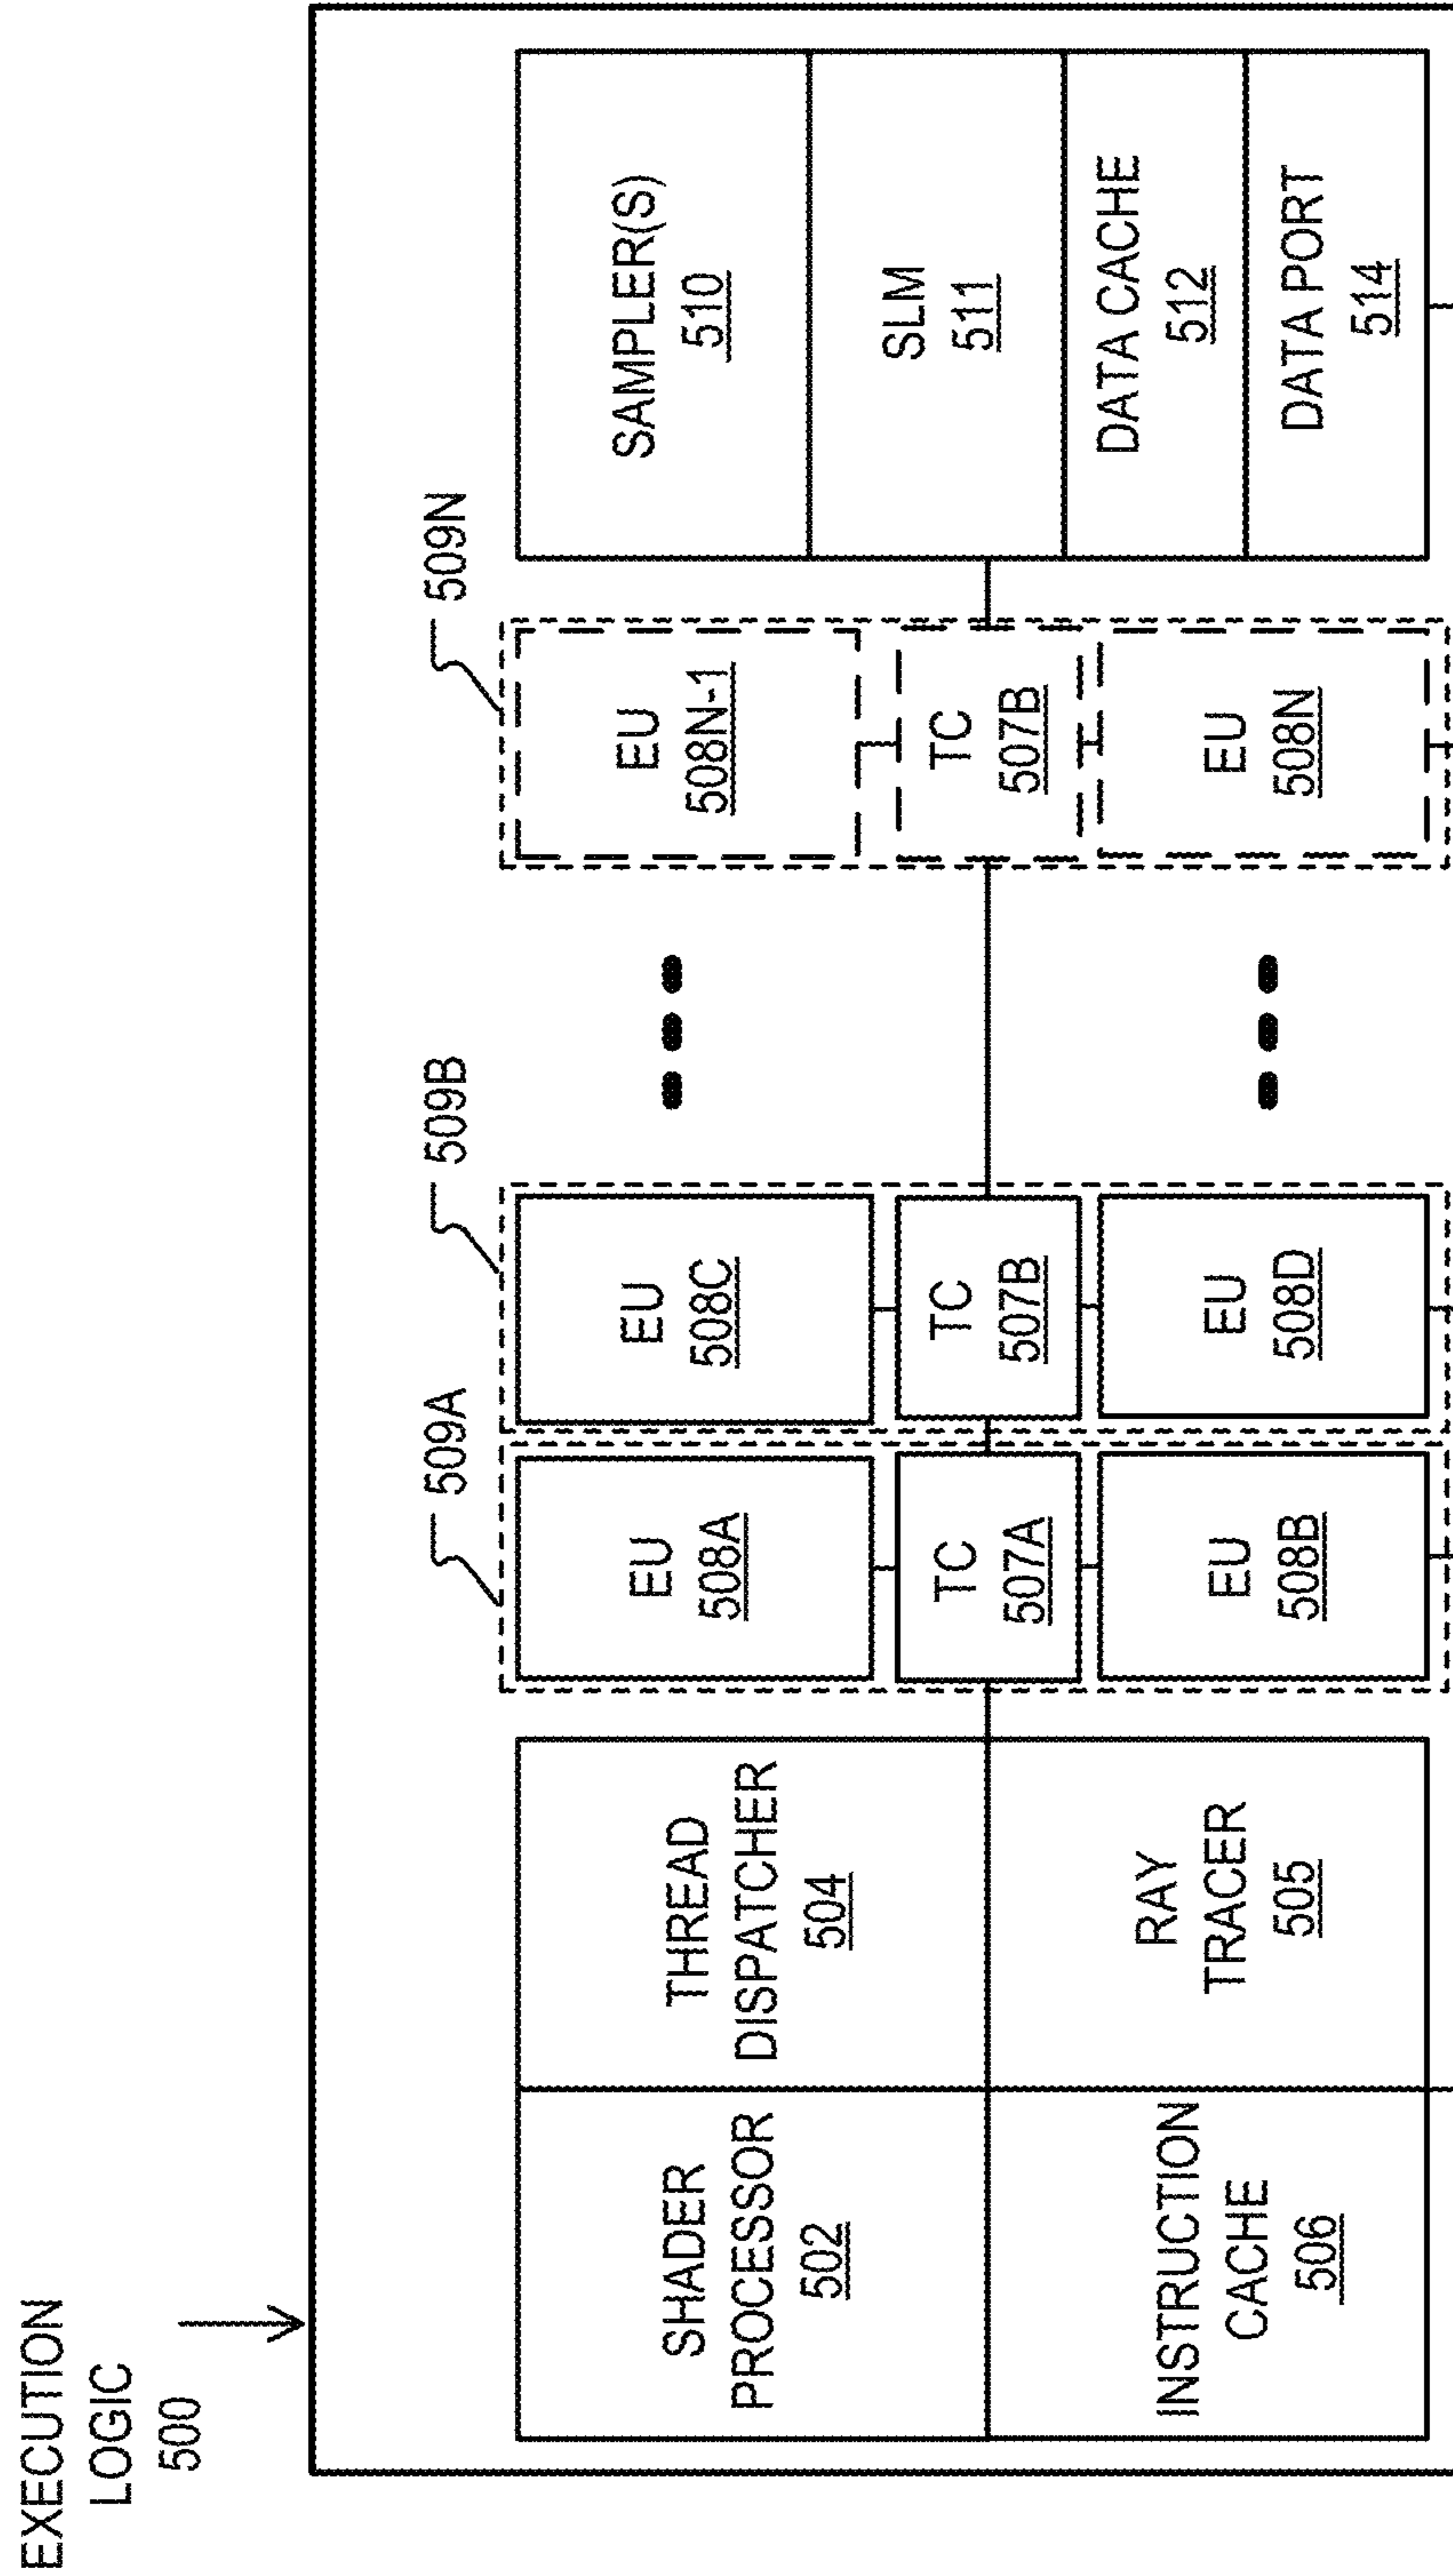 EXECUTION
LOGIC
500
509A
509B
509N
SHADER
PROCESSOR
502
THREAD
DISPATCHER
504
INSTRUCTION
CACHE
506
RAY
TRACER
505
EU
508A
TC
507A
EU
508B
EU
508C
TC
507B
EU
508D
EU
508N-1
TC
507B
EU
508N
SAMPLER(S)
510
SLM
511
DATA CACHE
512
DATA PORT
514